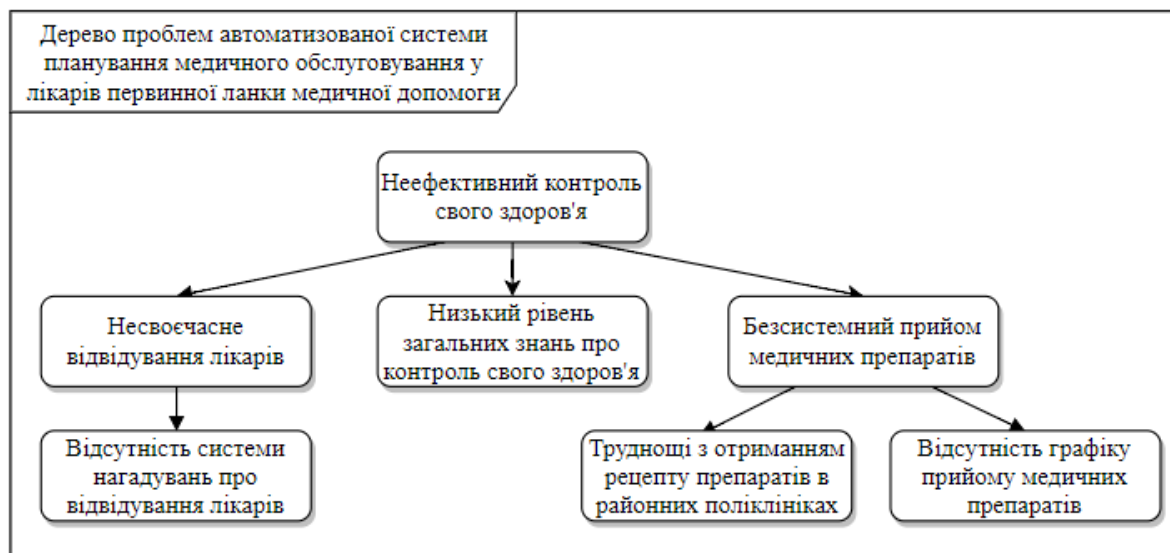 Дерево проблем автоматизованої системи
планування медичного обслуговування у
лікарів первинної ланки медичної допомоги
Неефективний контроль
свого здоров'я
Несвоєчасне
відвідування лікарів
Низький рівень
загальних знань про
контроль свого здоров'я
Безсистемний прийом
медичних препаратів
Відсутність системи
нагадувань про
відвідування лікарів
Труднощі з отриманням
рецепту препаратів в
районних поліклініках
Відсутність графіку
прийому медичних
препаратів